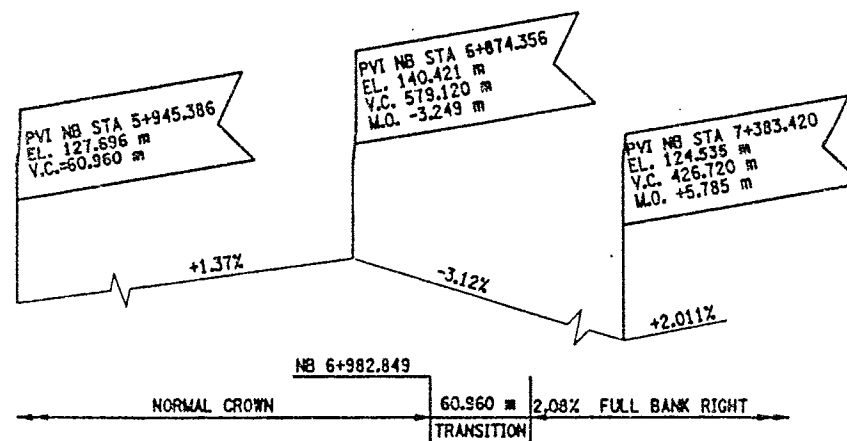 PVI NB STA 5+945.386
EL. 127.696 m
V.C.=60.960 m
PVI NB STA 6+874.356
EL. 140.421 m
V.C. 579.120 m
M.O. -3.249 m
PVI NB STA 7+383.420
EL. 124.535 m
V.C. 426.720 m
M.O. +5.785 m
+1.37%
-3.12%
+2.011%
NB 6+982.849
NORMAL CROWN
60.960 m
2.08% FULL BANK RIGHT
TRANSITION